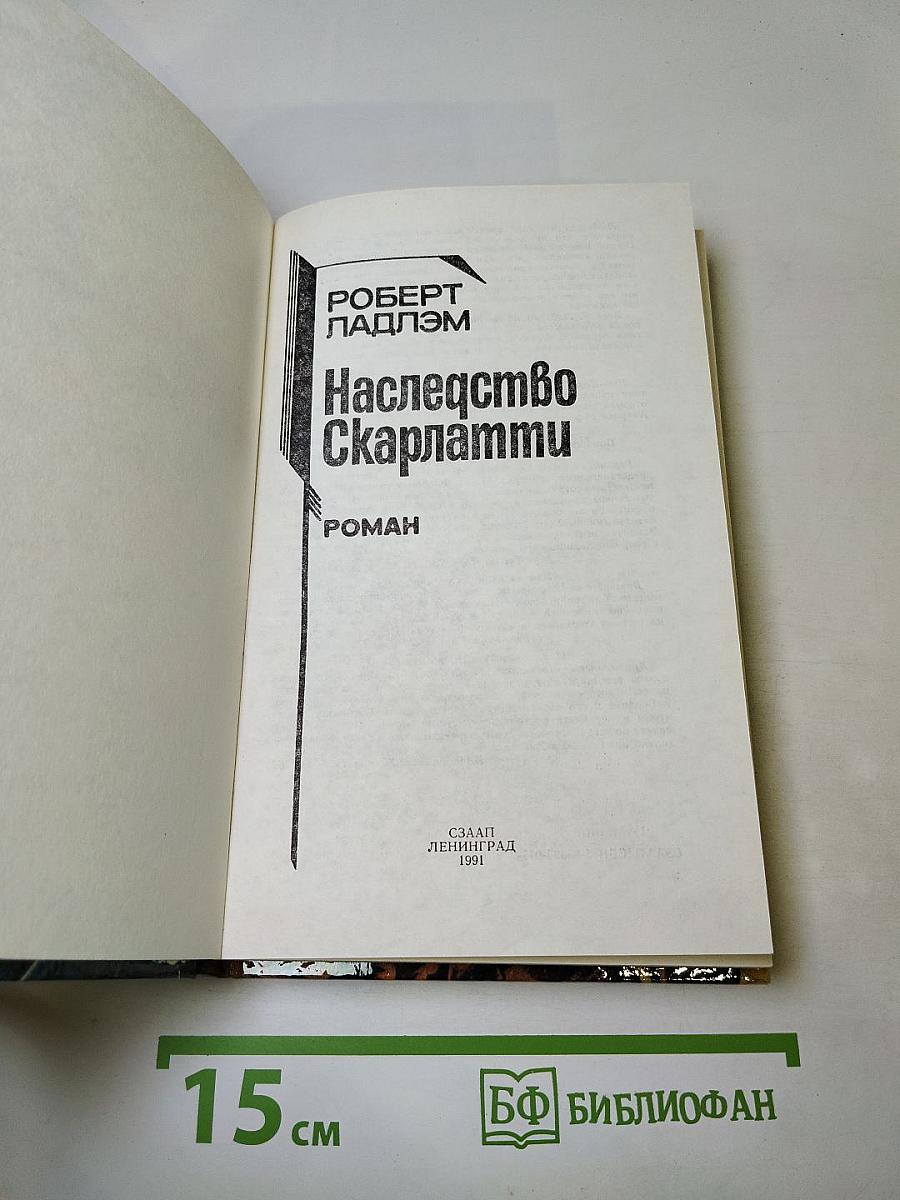 РОБЕРТ
ЛАДЛЭМ
Наследство
Скарлатти
РОМАН
СЗААП
ЛЕНИНГРАД
1991
15 см
БФ БИБЛИОФАН